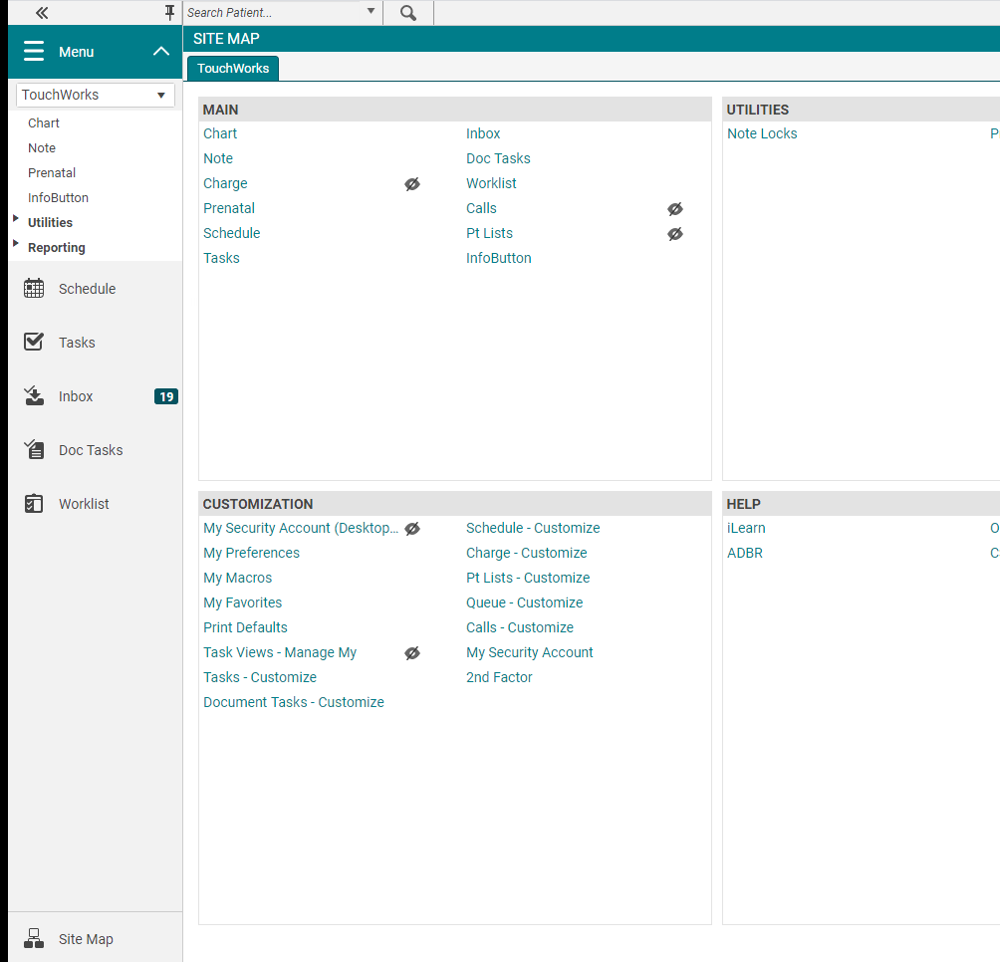 Search Patient...
Menu
SITE MAP
TouchWorks
TouchWorks
Chart
Note
Prenatal
InfoButton
Utilities
Reporting
Schedule
Tasks
Inbox 19
Doc Tasks
Worklist
Site Map
MAIN
Chart
Note
Charge
Prenatal
Schedule
Tasks
Inbox
Doc Tasks
Worklist
Calls
Pt Lists
InfoButton
UTILITIES
Note Locks
CUSTOMIZATION
My Security Account (Desktop...
My Preferences
My Macros
My Favorites
Print Defaults
Task Views - Manage My
Tasks - Customize
Document Tasks - Customize
Schedule - Customize
Charge - Customize
Pt Lists - Customize
Queue - Customize
Calls - Customize
My Security Account
2nd Factor
HELP
iLearn
ADBR